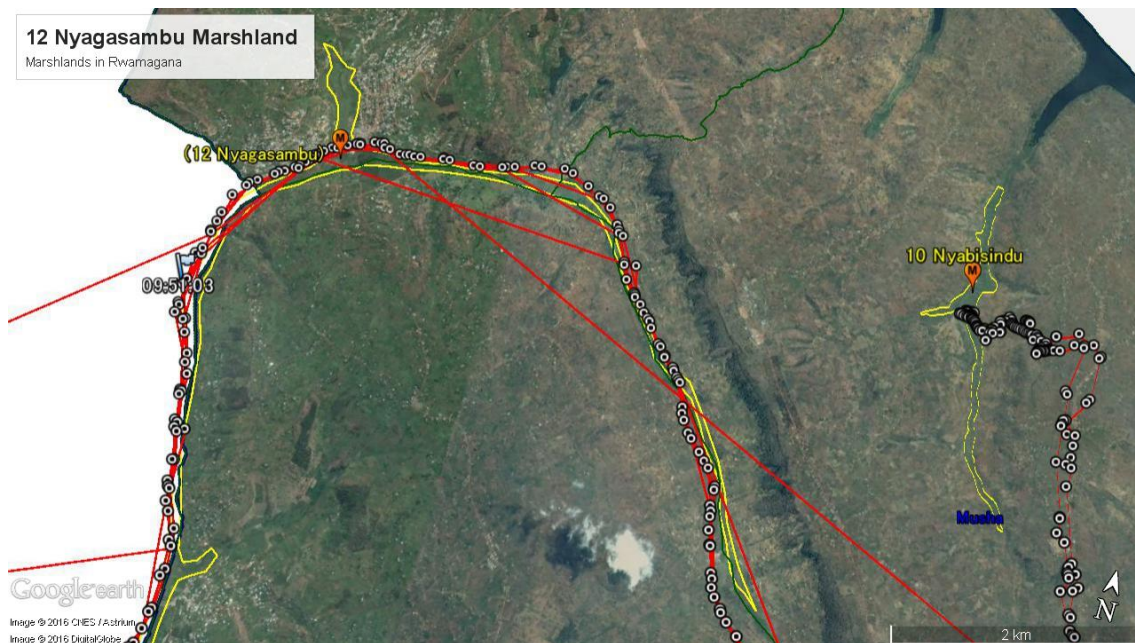 12 Nyagasambu Marshland
Marshlands in Rwamagana
M
(12 Nyagasambu)
10 Nyabisindu
M
09:51:03
Musha
Google earth
Image © 2016 CNES / Astrium
Image © 2016 DigitalGlobe
N
2 km